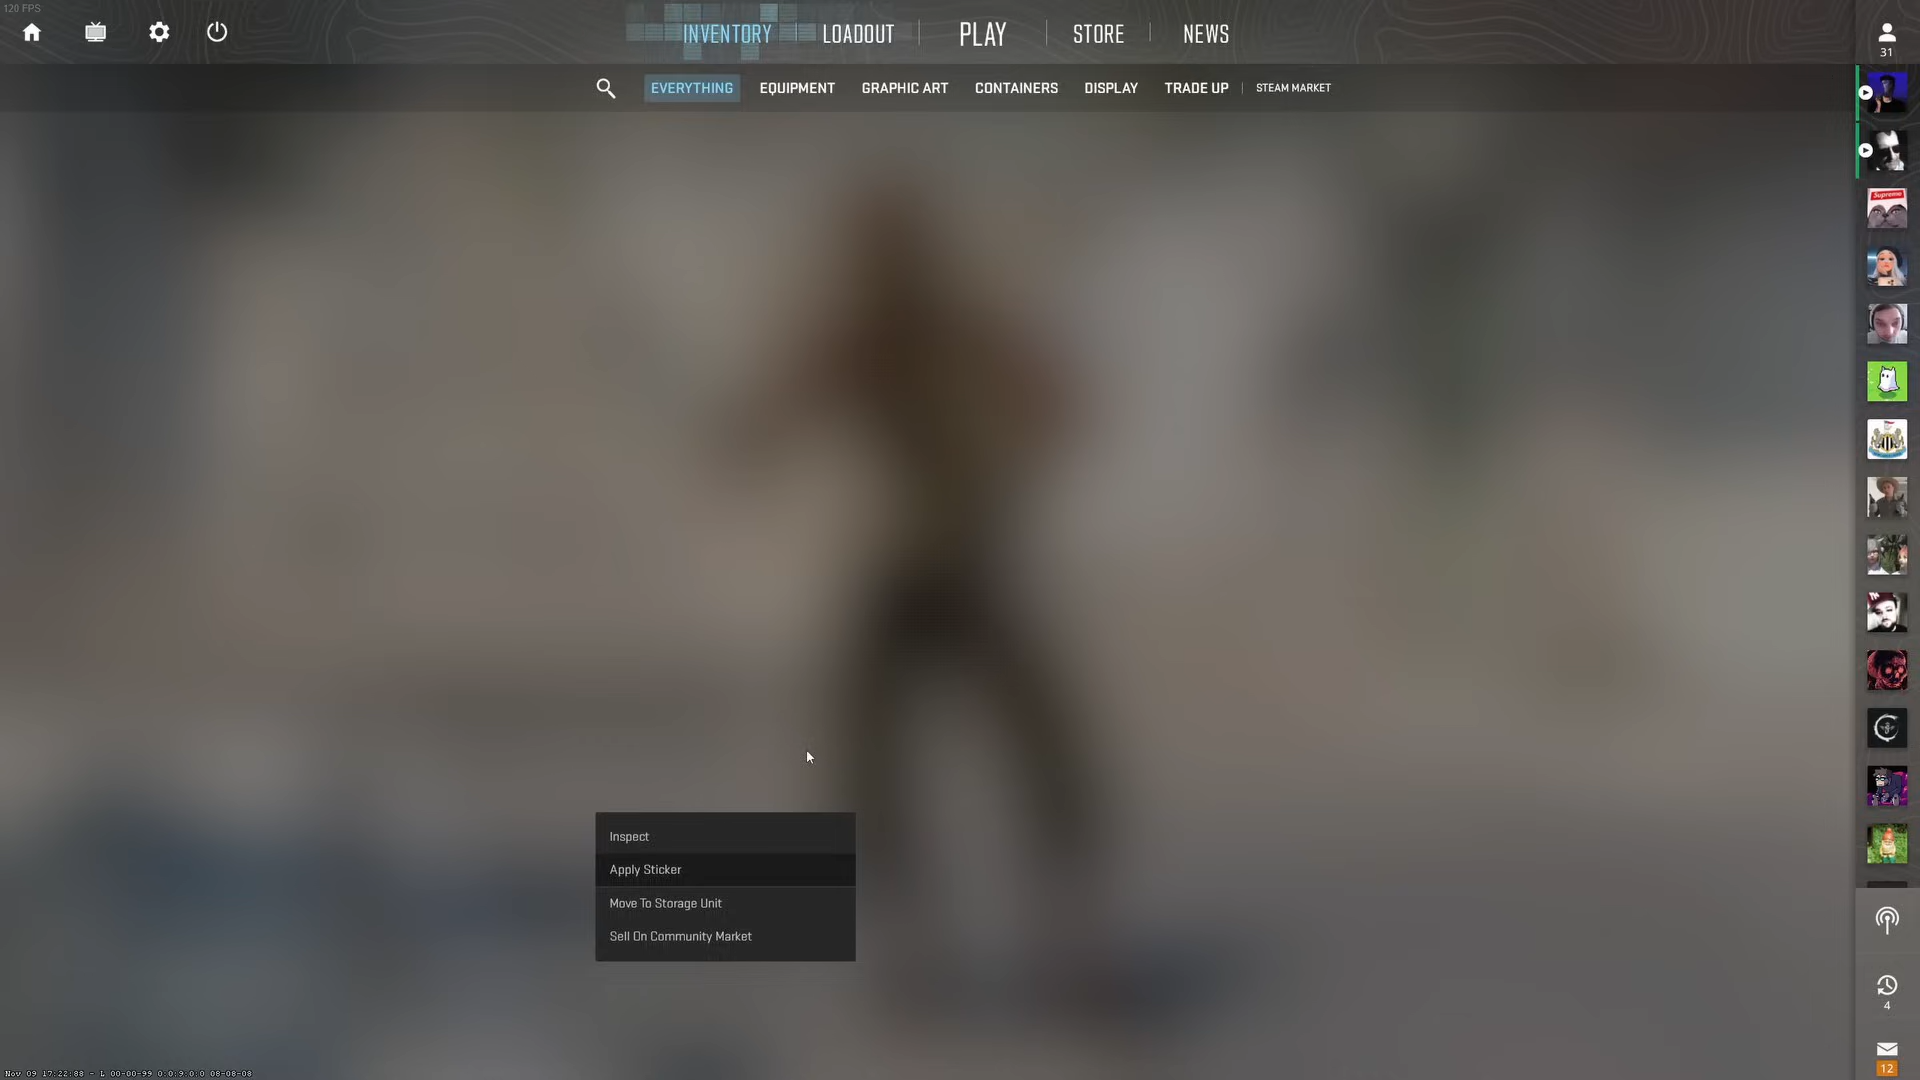 120 FPS
INVENTORY
LOADOUT
PLAY
STORE
NEWS
31
EVERYTHING
EQUIPMENT
GRAPHIC ART
CONTAINERS
DISPLAY
TRADE UP
STEAM MARKET
Supreme
Inspect
Apply Sticker
Move To Storage Unit
Sell On Community Market
4
12